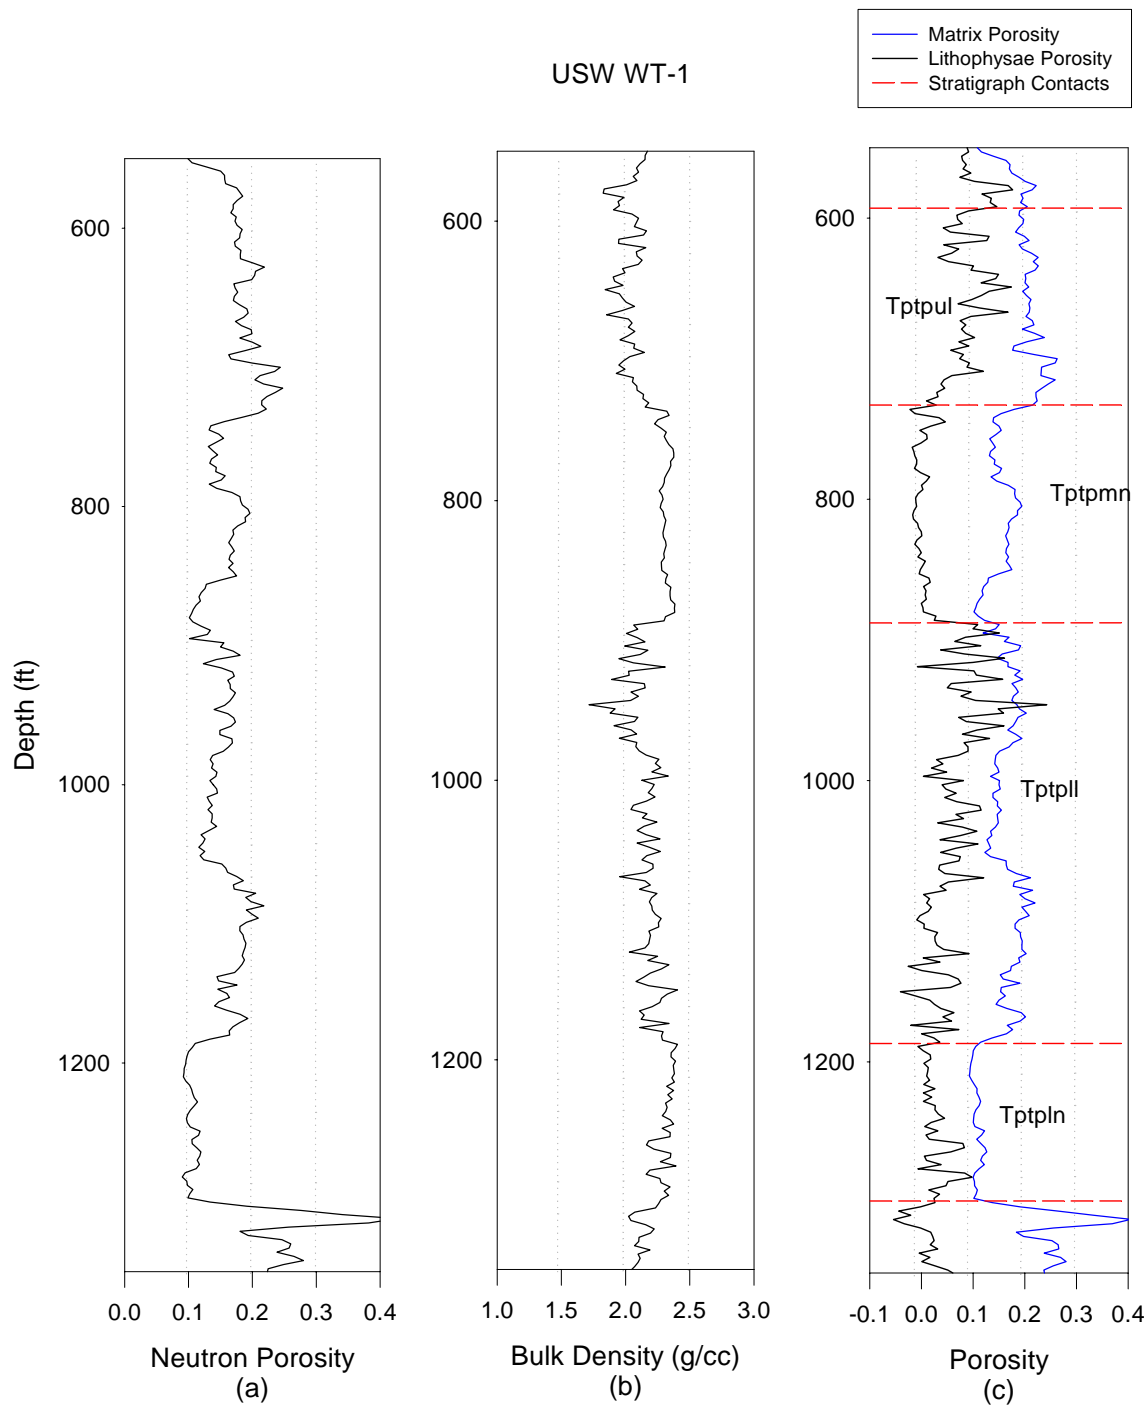 Matrix Porosity
Lithophysae Porosity
Stratigraph Contacts
USW WT-1
600
800
1000
1200
Depth (ft)
0.0 0.1 0.2 0.3 0.4
Neutron Porosity
(a)
600
800
1000
1200
1.0 1.5 2.0 2.5 3.0
Bulk Density (g/cc)
(b)
600
800
1000
1200
Tptpul
Tptpmn
Tptpll
Tptpln
-0.1 0.0 0.1 0.2 0.3 0.4
Porosity
(c)